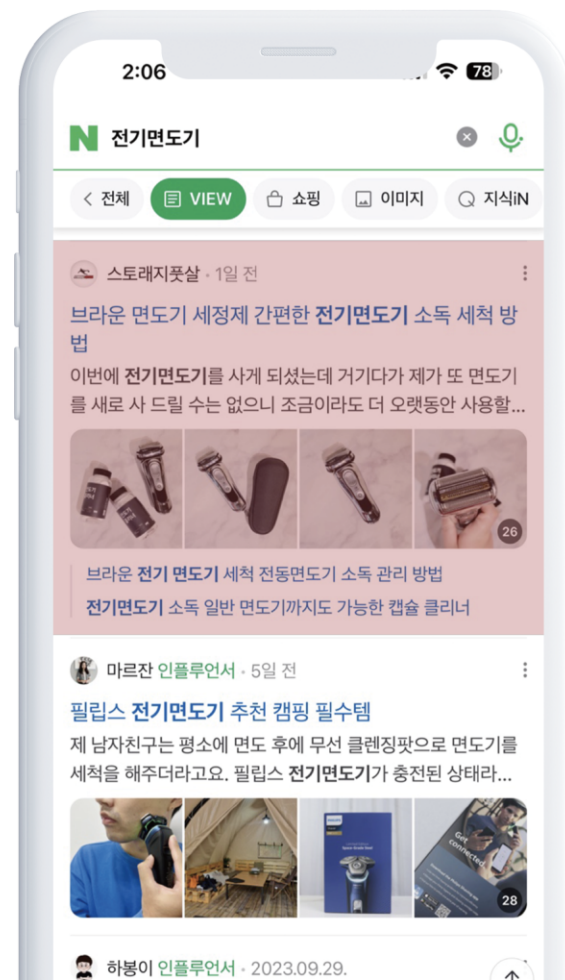 2:06
78
N 전기면도기
전체
VIEW
쇼핑
이미지
지식iN
스토래지풋살 · 1일 전
브라운 면도기 세정제 간편한 전기면도기 소독 세척 방
법
이번에 전기면도기를 사게 되셨는데 거기다가 제가 또 면도기
를 새로 사 드릴 수는 없으니 조금이라도 더 오랫동안 사용할...
26
브라운 전기 면도기 세척 전동면도기 소독 관리 방법
전기면도기 소독 일반 면도기까지도 가능한 캡슐 클리너
마르잔 인플루언서 · 5일 전
필립스 전기면도기 추천 캠핑 필수템
제 남자친구는 평소에 면도 후에 무선 클렌징팟으로 면도기를
세척을 해주더라고요. 필립스 전기면도기가 충전된 상태라...
Get
connected
28
하봉이 인플루언서 · 2023.09.29.